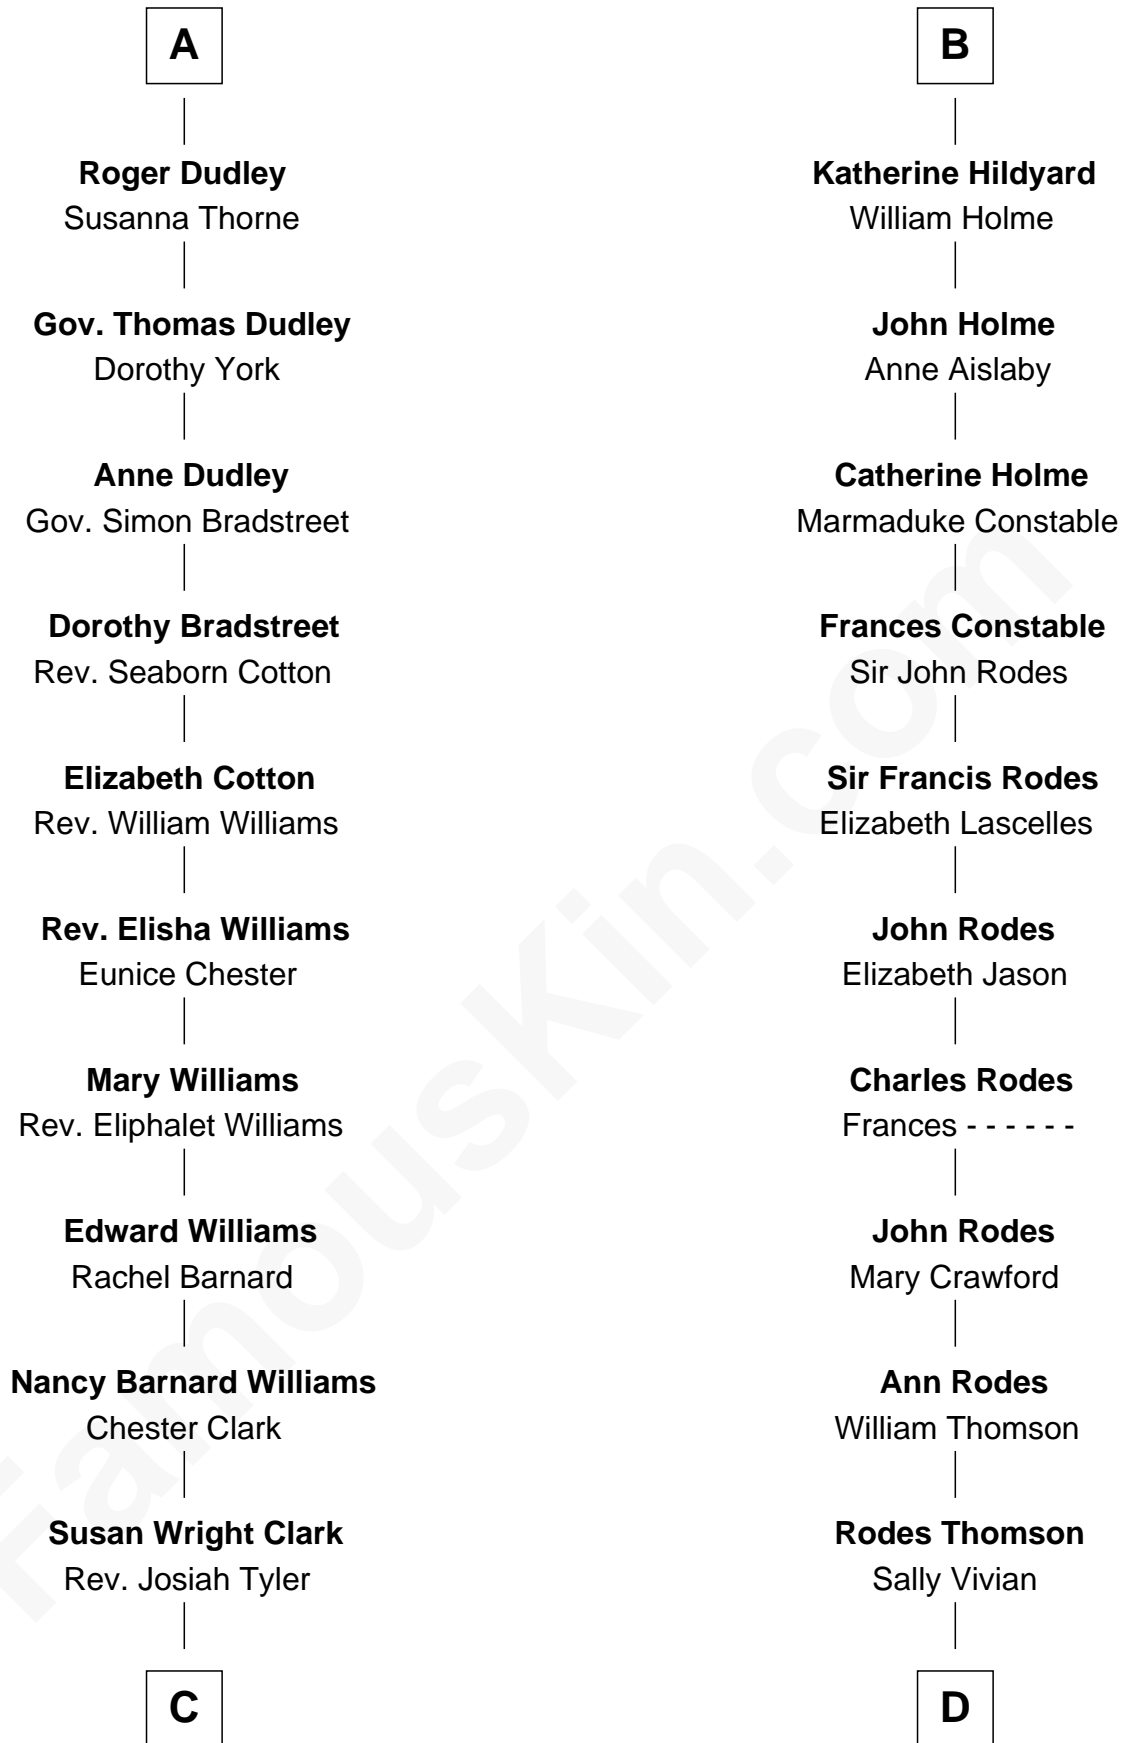 A
Roger Dudley
Susanna Thorne
Gov. Thomas Dudley
Dorothy York
Anne Dudley
Gov. Simon Bradstreet
Dorothy Bradstreet
Rev. Seaborn Cotton
Elizabeth Cotton
Rev. William Williams
Rev. Elisha Williams
Eunice Chester
Mary Williams
Rev. Eliphalet Williams
Edward Williams
Rachel Barnard
Nancy Barnard Williams
Chester Clark
Susan Wright Clark
Rev. Josiah Tyler
C
B
Katherine Hildyard
William Holme
John Holme
Anne Aislaby
Catherine Holme
Marmaduke Constable
Frances Constable
Sir John Rodes
Sir Francis Rodes
Elizabeth Lascelles
John Rodes
Elizabeth Jason
Charles Rodes
Frances - - - - - -
John Rodes
Mary Crawford
Ann Rodes
William Thomson
Rodes Thomson
Sally Vivian
D
FamousKin.com